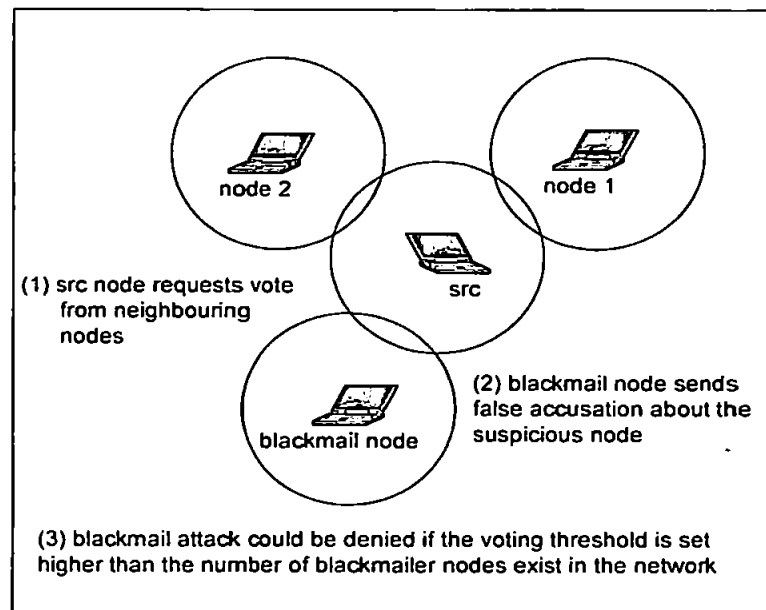 node 2
node 1
src
(1) src node requests vote
from neighbouring
nodes
blackmail node
(2) blackmail node sends
false accusation about the
suspicious node
(3) blackmail attack could be denied if the voting threshold is set
higher than the number of blackmailer nodes exist in the network